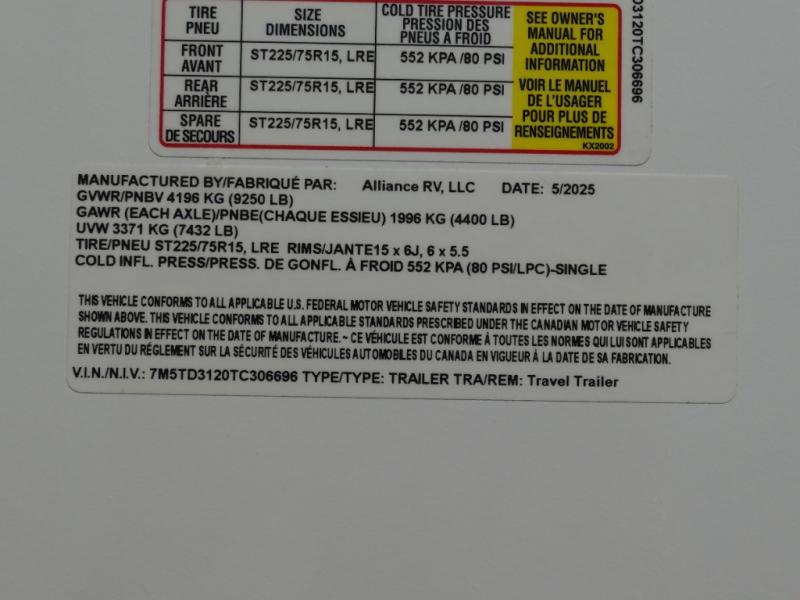 TIRE PNEU SIZE DIMENSIONS COLD TIRE PRESSURE PRESSION DES PNEUS A FROID
SEE OWNER'S
MANUAL FOR
ADDITIONAL
INFORMATION
VOIR LE MANUEL
DE L'USAGER
POUR PLUS DE
RENSEIGNEMENTS
KX2002
FRONT AVANT ST225/75R15, LRE 552 KPA /80 PSI
REAR ARRIÈRE ST225/75R15, LRE 552 KPA /80 PSI
SPARE DE SECOURS ST225/75R15, LRE 552 KPA /80 PSI
D3120TC306696
MANUFACTURED BY/FABRIQUÉ PAR: Alliance RV, LLC DATE: 5/2025
GVWR/PNBV 4196 KG (9250 LB)
GAWR (EACH AXLE)/PNBE(CHAQUE ESSIEU) 1996 KG (4400 LB)
UVW 3371 KG (7432 LB)
TIRE/PNEU ST225/75R15, LRE RIMS/JANTE15 x 6J, 6 x 5.5
COLD INFL. PRESS/PRESS. DE GONFL. À FROID 552 KPA (80 PSI/LPC)-SINGLE
THIS VEHICLE CONFORMS TO ALL APPLICABLE U.S. FEDERAL MOTOR VEHICLE SAFETY STANDARDS IN EFFECT ON THE DATE OF MANUFACTURE
SHOWN ABOVE. THIS VEHICLE CONFORMS TO ALL APPLICABLE STANDARDS PRESCRIBED UNDER THE CANADIAN MOTOR VEHICLE SAFETY
REGULATIONS IN EFFECT ON THE DATE OF MANUFACTURE. ~ CE VÉHICULE EST CONFORME À TOUTES LES NORMES QUI LUI SONT APPLICABLES
EN VERTU DU RÉGLEMENT SUR LA SÉCURITÉ DES VÉHICULES AUTOMOBILES DU CANADA EN VIGUEUR À LA DATE DE SA FABRICATION.
V.I.N./N.I.V.: 7M5TD3120TC306696 TYPE/TYPE: TRAILER TRA/REM: Travel Trailer